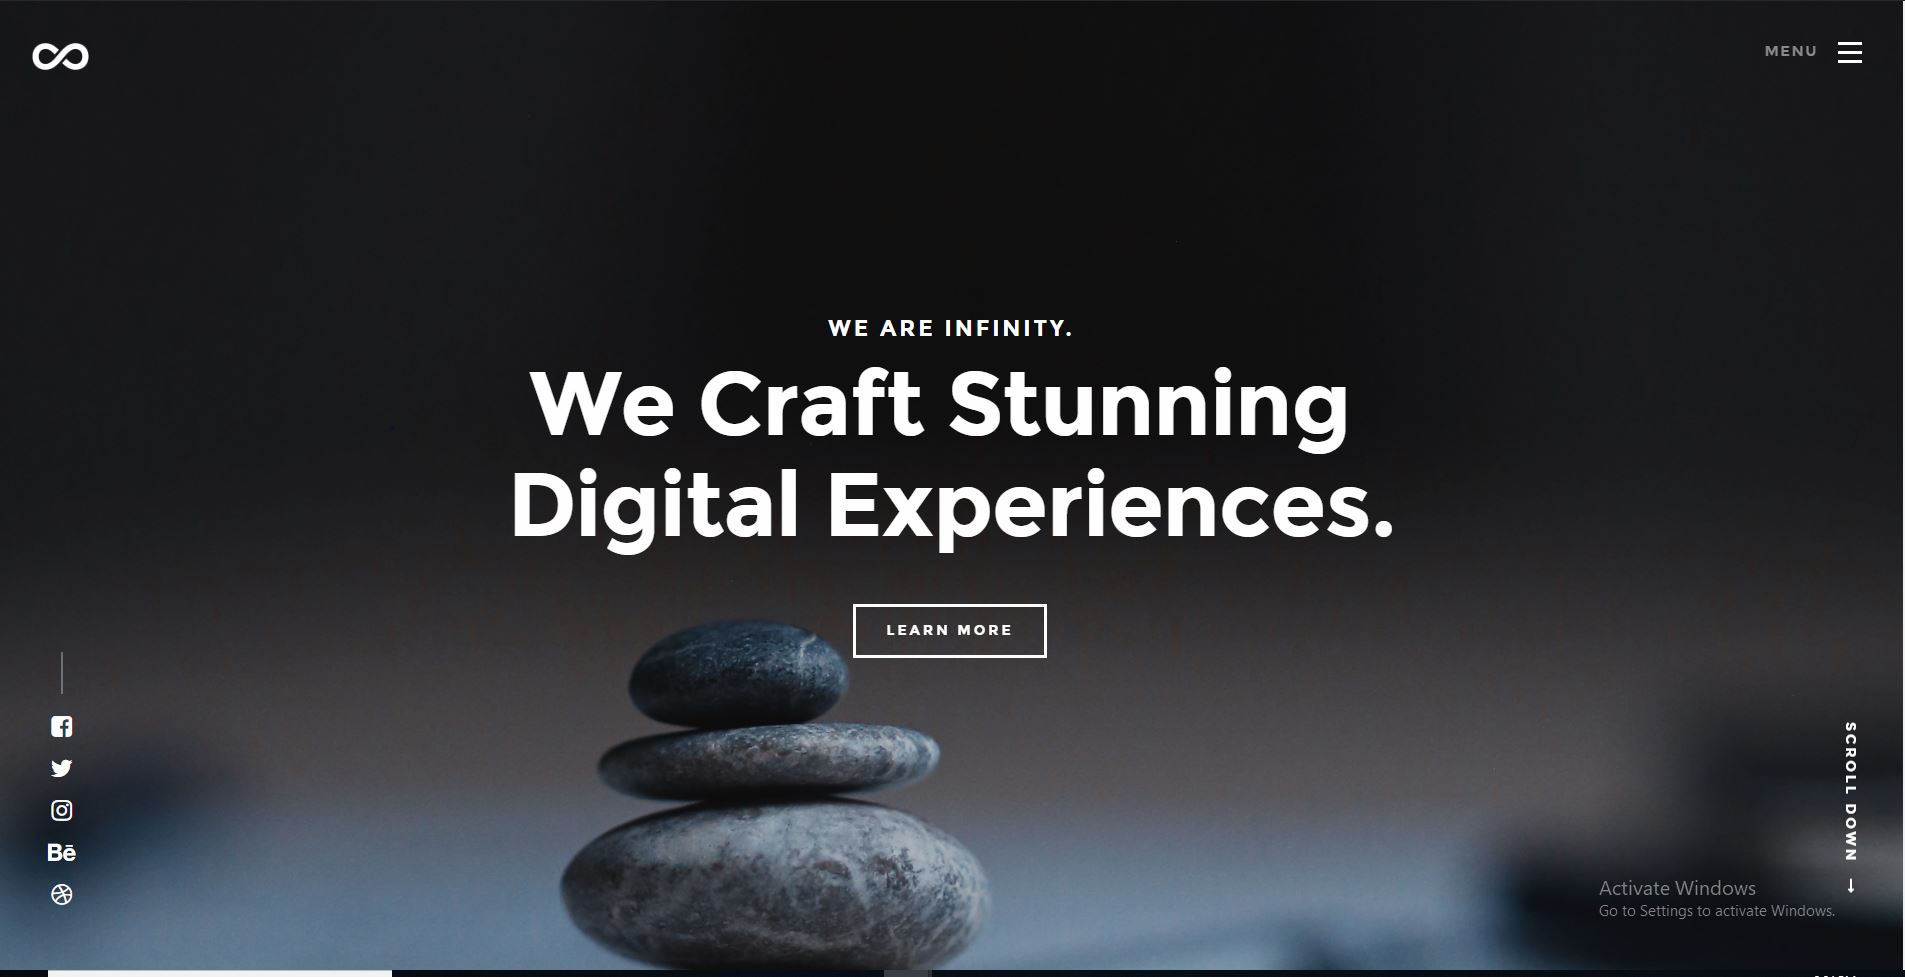 MENU
WE ARE INFINITY.
We Craft Stunning
Digital Experiences.
LEARN MORE
Bē
SCROLL DOWN
Activate Windows
Go to Settings to activate Windows.